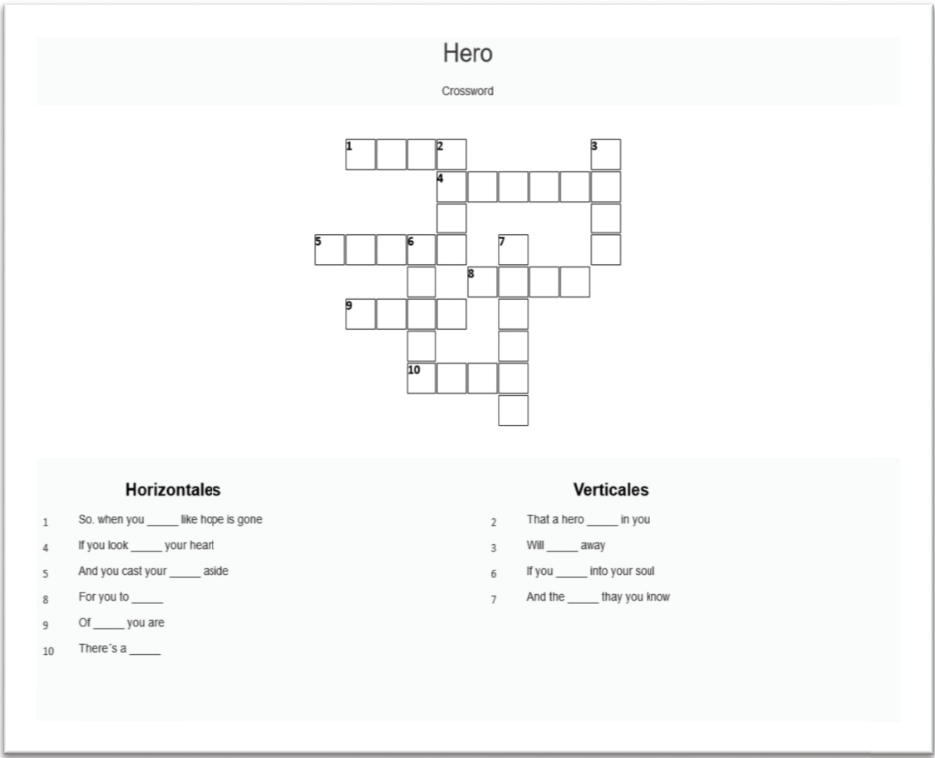 Hero
Crossword
1 2 3
4
5 6 7
8
9
10
Horizontales
1 So. when you _____ like hope is gone
4 If you look _____ your heart
5 And you cast your _____ aside
8 For you to _____
9 Of _____ you are
10 There´s a _____
Verticales
2 That a hero _____ in you
3 Will _____ away
6 If you _____ into your soul
7 And the _____ thay you know